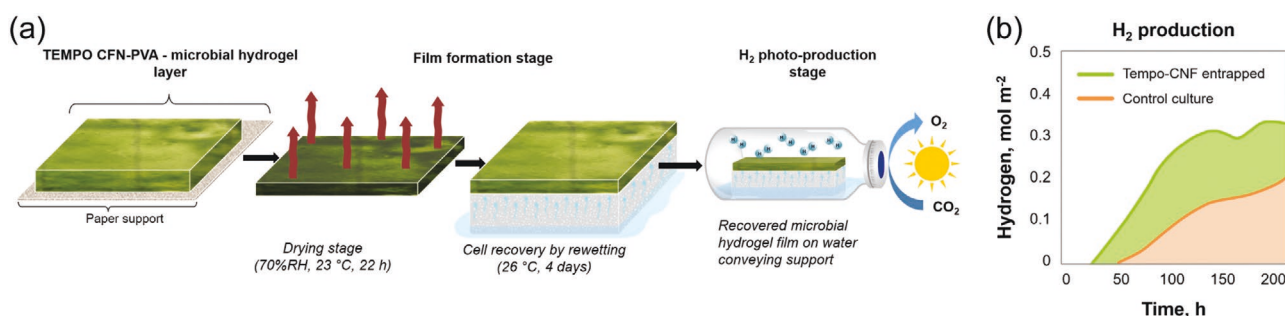 (a)
TEMPO CFN-PVA - microbial hydrogel
layer
Paper support
Film formation stage
Drying stage
(70%RH, 23 °C, 22 h)
Cell recovery by rewetting
(26 °C, 4 days)
H₂ photo-production
stage
O₂
CO₂
Recovered microbial
hydrogel film on water
conveying support
(b)
H₂ production
Hydrogen, mol m⁻²
0.5
0.4
0.3
0.2
0.1
0
Tempo-CNF entrapped
Control culture
0 50 100 150 200
Time, h